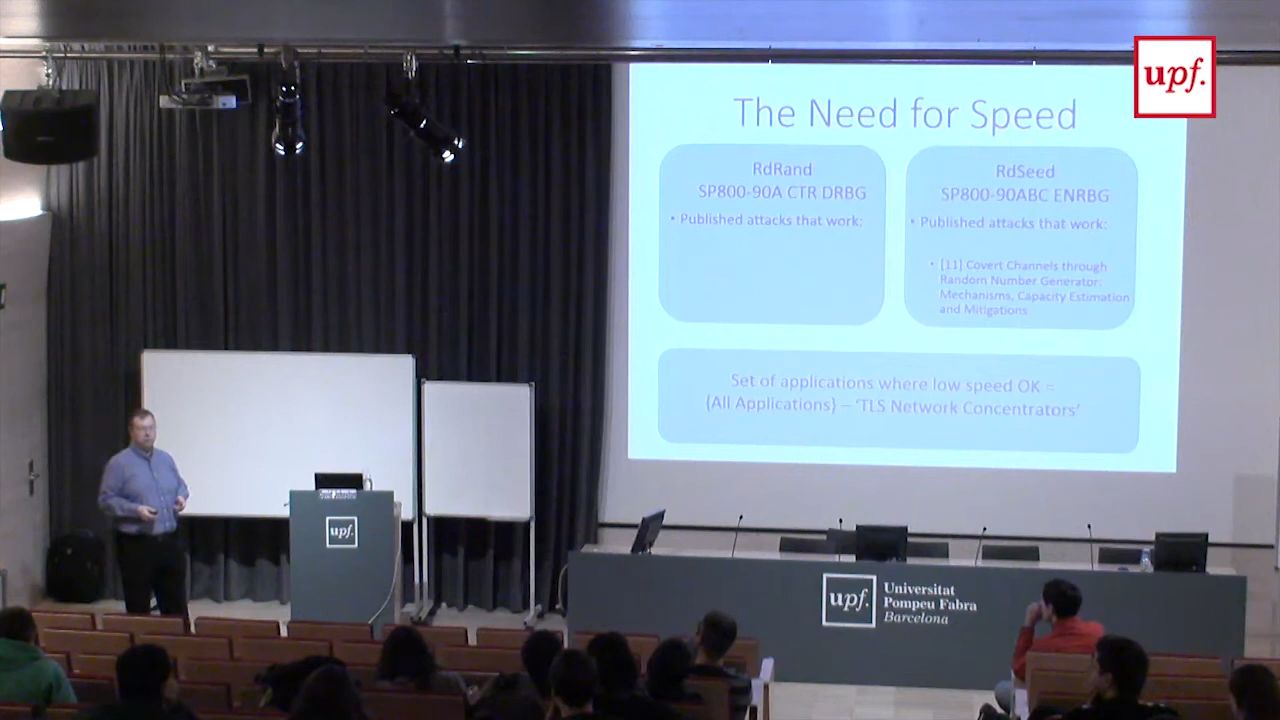 upf.
The Need for Speed
RdRand
SP800-90A CTR DRBG
• Published attacks that work:
RdSeed
SP800-90ABC ENRBG
• Published attacks that work:
• [11] Covert Channels through
Random Number Generator:
Mechanisms, Capacity Estimation
and Mitigations
Set of applications where low speed OK =
{All Applications} – 'TLS Network Concentrators'
upf.
upf.
Universitat
Pompeu Fabra
Barcelona